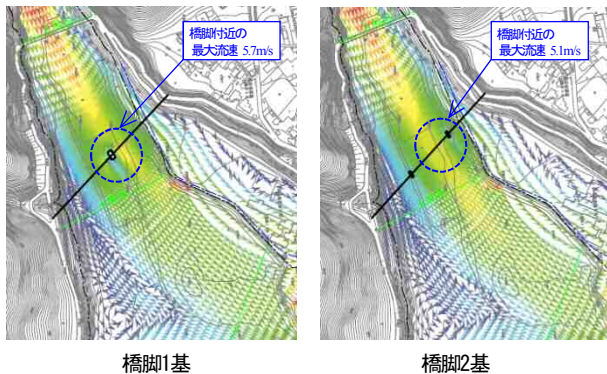 橋脚付近の
最大流速 5.7m/s
橋脚付近の
最大流速 5.1m/s
橋脚1基
橋脚2基